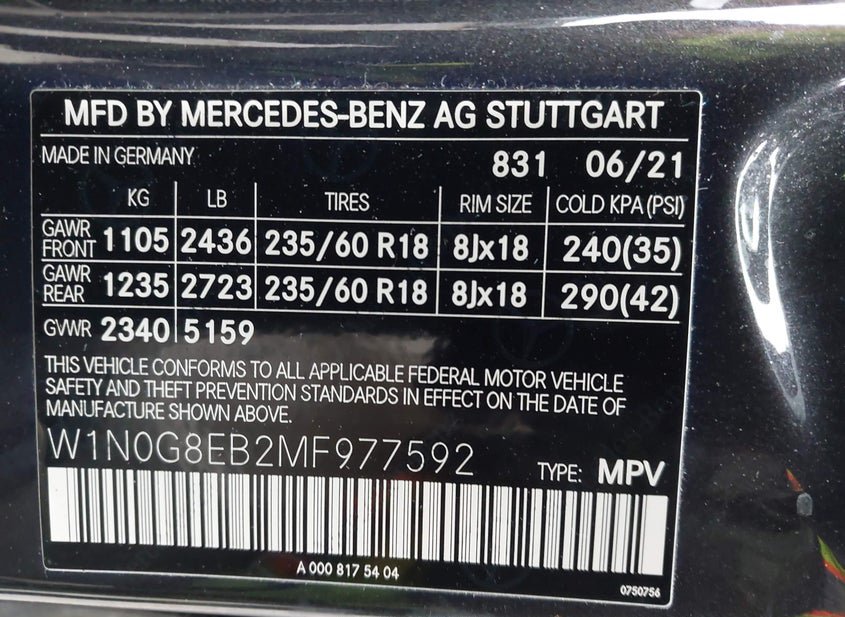 MFD BY MERCEDES-BENZ AG STUTTGART
MADE IN GERMANY 831 06/21
KG LB TIRES RIM SIZE COLD KPA (PSI)
GAWR FRONT 1105 2436 235/60 R18 8Jx18 240(35)
GAWR REAR 1235 2723 235/60 R18 8Jx18 290(42)
GVWR 2340 5159
THIS VEHICLE CONFORMS TO ALL APPLICABLE FEDERAL MOTOR VEHICLE
SAFETY AND THEFT PREVENTION STANDARDS IN EFFECT ON THE DATE OF
MANUFACTURE SHOWN ABOVE.
W1N0G8EB2MF977592 TYPE: MPV
A 000 817 54 04
0750756